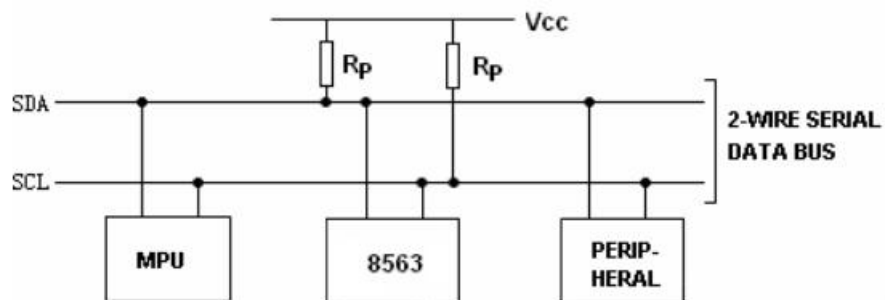 Vcc
RP
RP
SDA
2-WIRE SERIAL
DATA BUS
SCL
MPU
8563
PERIP-
HERAL